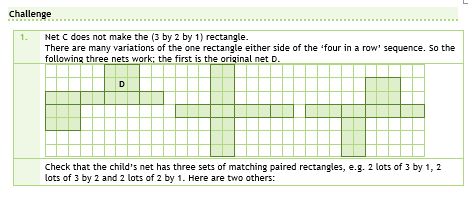 Challenge
1. Net C does not make the (3 by 2 by 1) rectangle.
There are many variations of the one rectangle either side of the ‘four in a row’ sequence. So the
following three nets work; the first is the original net D.
D
Check that the child’s net has three sets of matching paired rectangles, e.g. 2 lots of 3 by 1, 2
lots of 3 by 2 and 2 lots of 2 by 1. Here are two others: